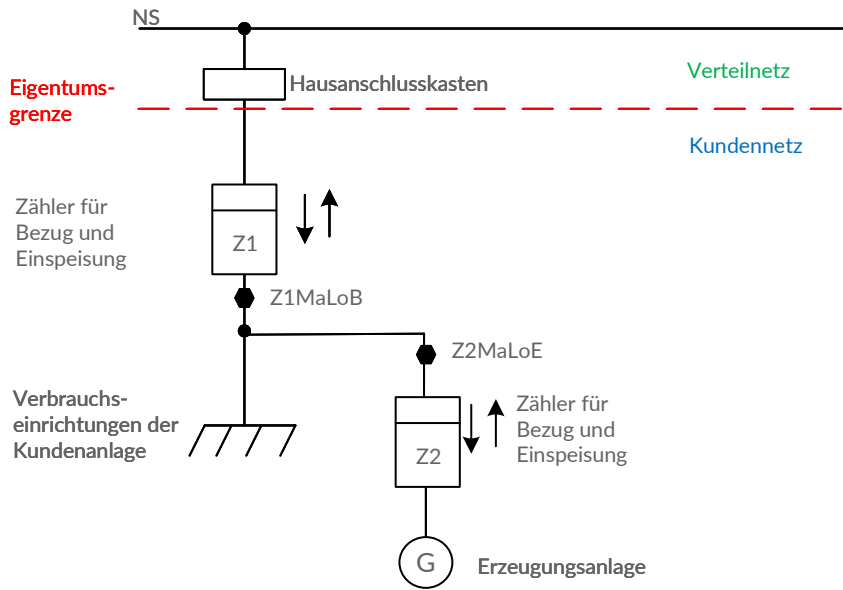 NS
Hausanschlusskasten
Verteilnetz
Eigentums-
grenze
Kundennetz
Zähler für
Bezug und
Einspeisung
Z1
Z1MaLoB
Z2MaLoE
Verbrauchs-
einrichtungen der
Kundenanlage
Z2
Zähler für
Bezug und
Einspeisung
G
Erzeugungsanlage